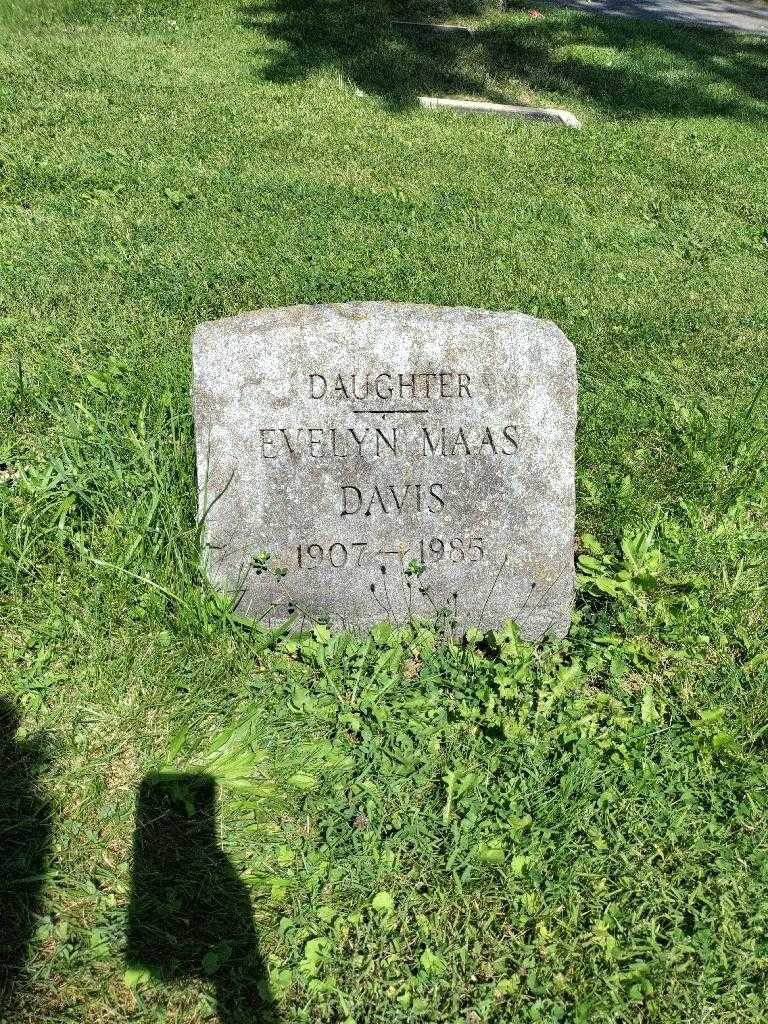 DAUGHTER
EVELYN MAAS
DAVIS
1907 — 1985